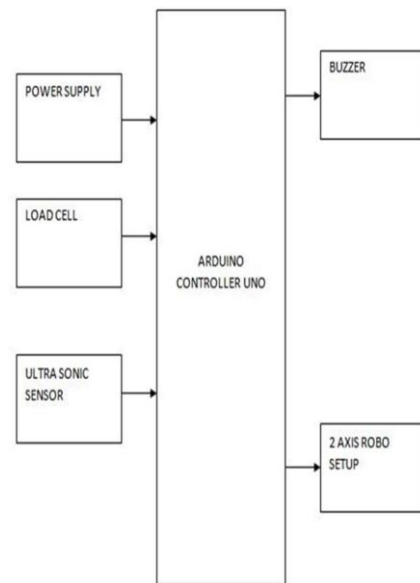 POWER SUPPLY
LOAD CELL
ULTRA SONIC
SENSOR
ARDUINO
CONTROLLER UNO
BUZZER
2 AXIS ROBO
SETUP